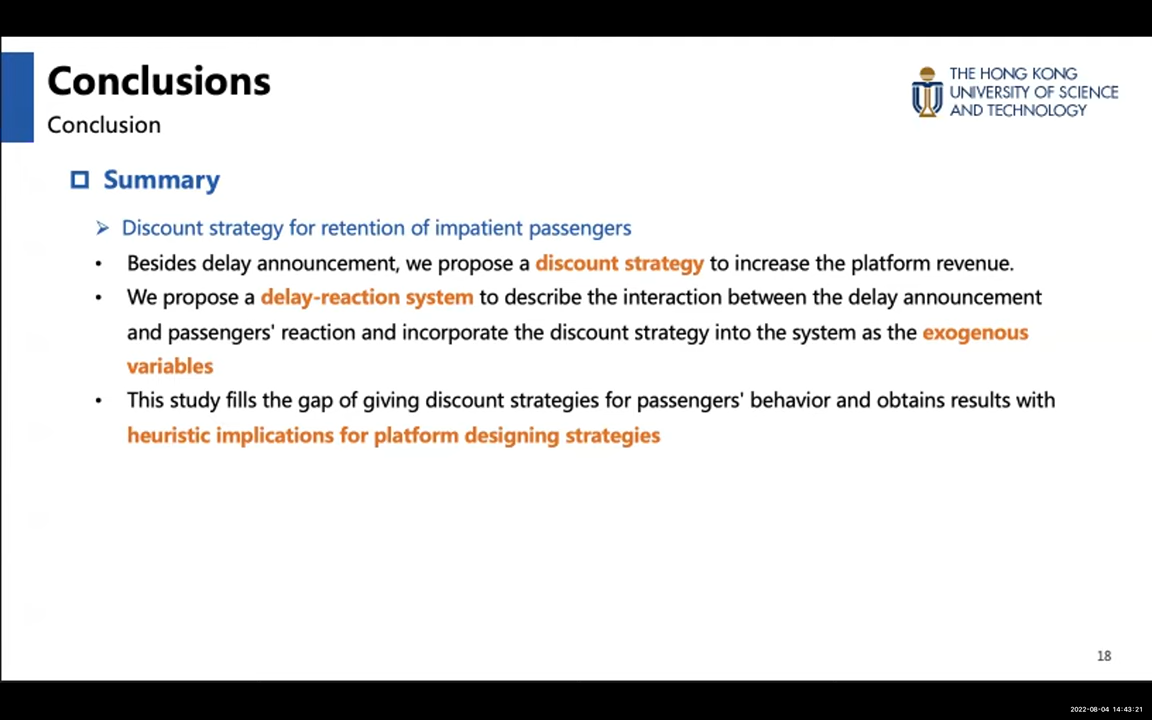 Conclusions
Conclusion
THE HONG KONG
UNIVERSITY OF SCIENCE
AND TECHNOLOGY
Summary
Discount strategy for retention of impatient passengers
• Besides delay announcement, we propose a discount strategy to increase the platform revenue.
• We propose a delay-reaction system to describe the interaction between the delay announcement
and passengers' reaction and incorporate the discount strategy into the system as the exogenous
variables
• This study fills the gap of giving discount strategies for passengers' behavior and obtains results with
heuristic implications for platform designing strategies
18
2022-08-04 14:43:21